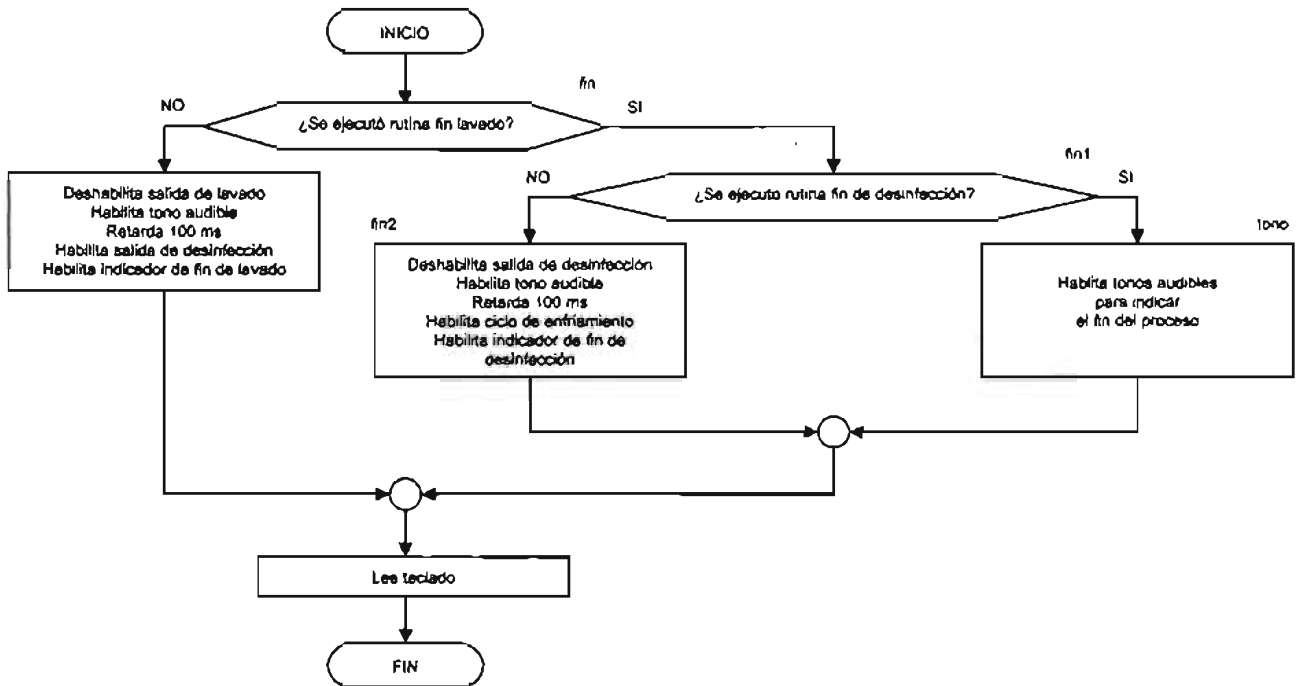 INICIO
fin
NO
SI
¿Se ejecutó rutina fin lavado?
fin1
NO
SI
¿Se ejecuto rutina fin de desinfección?
Deshabilita salida de lavado
Habilita tono audible
Retarda 100 ms
Habilita salida de desinfección
Habilita indicador de fin de lavado
fin2
Deshabilita salida de desinfección
Habilita tono audible
Retarda 100 ms
Habilita ciclo de enfriamiento
Habilita indicador de fin de
desinfección
tono
Habilita tonos audibles
para indicar
el fin del proceso
Lee teclado
FIN